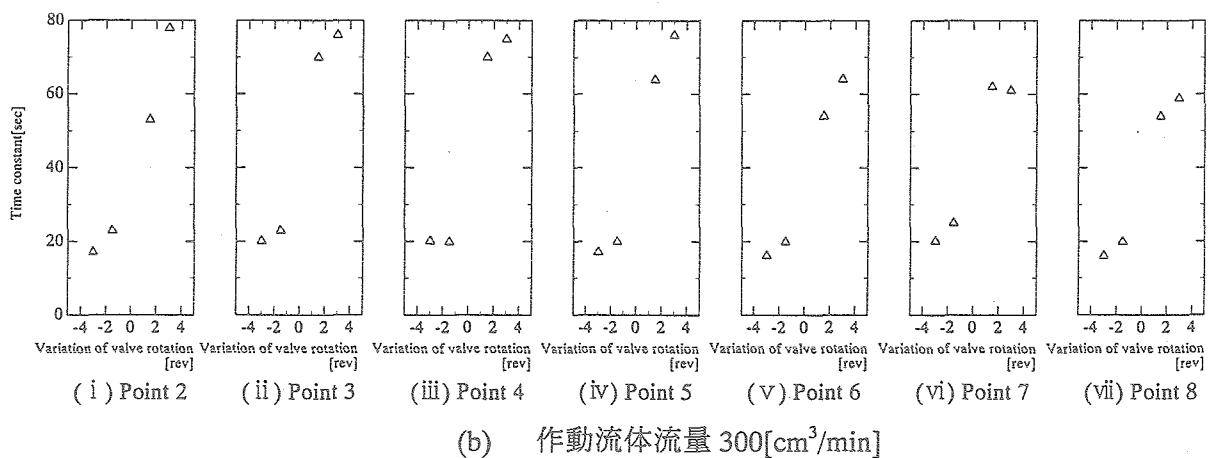 80
60
40
20
0
Time constant[sec]
-4 -2 0 2 4 -4 -2 0 2 4 -4 -2 0 2 4 -4 -2 0 2 4 -4 -2 0 2 4 -4 -2 0 2 4 -4 -2 0 2 4
Variation of valve rotation Variation of valve rotation Variation of valve rotation Variation of valve rotation Variation of valve rotation Variation of valve rotation Variation of valve rotation
[rev] [rev] [rev] [rev] [rev] [rev] [rev]
(ⅰ) Point 2 (ⅱ) Point 3 (ⅲ) Point 4 (ⅳ) Point 5 (ⅴ) Point 6 (ⅵ) Point 7 (ⅶ) Point 8
(b) 作動流体流量 300[cm³/min]